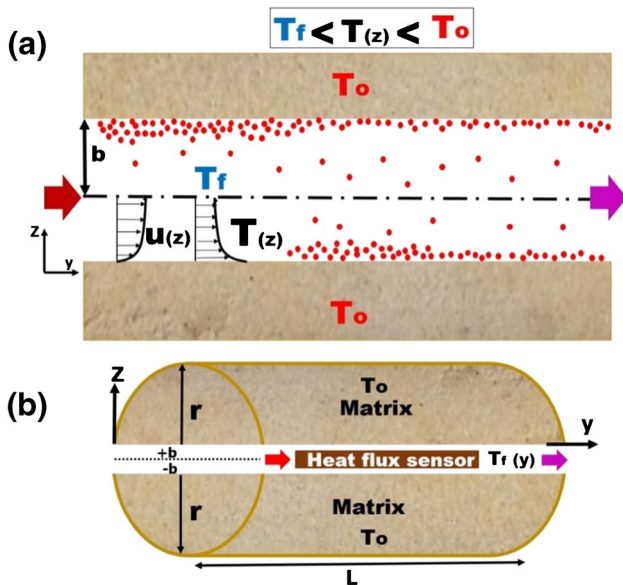 Tf < T(z) < To
(a)
To
b
Tf
u(z) T(z)
Z
y
To
(b)
Z
To
Matrix
r
y
+b
-b
Heat flux sensor Tf (y)
r
Matrix
To
L